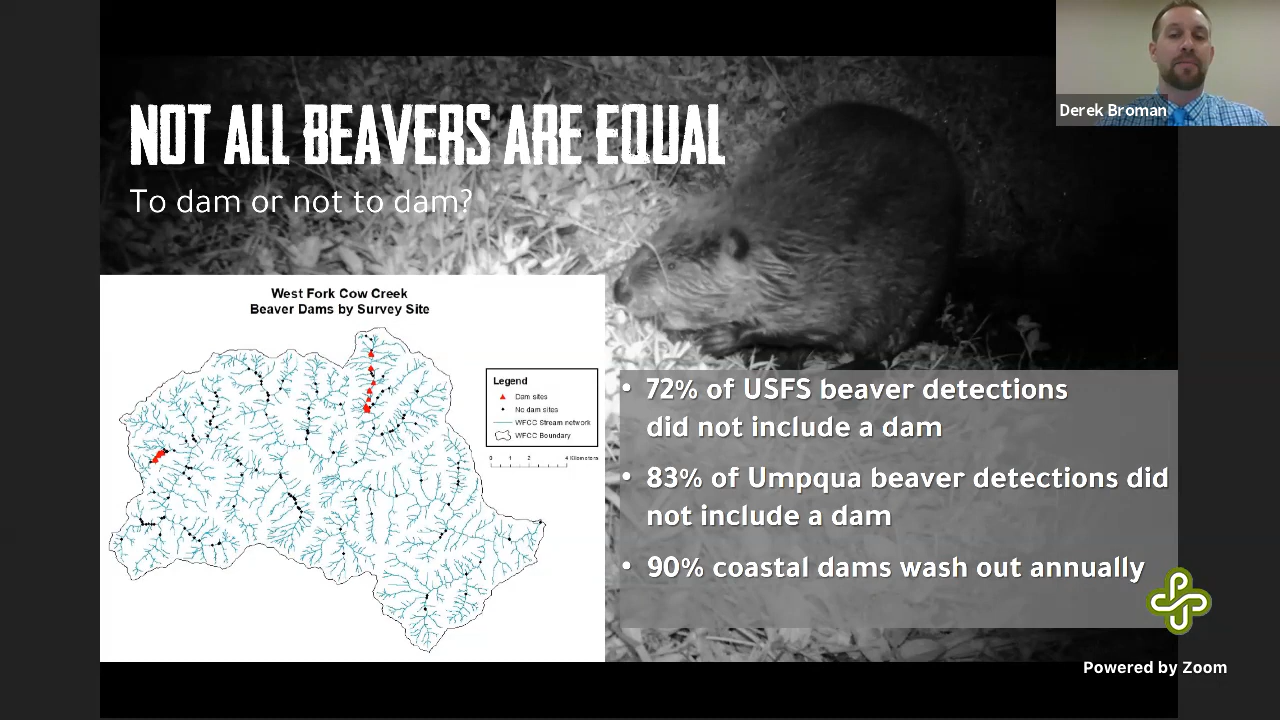 Derek Broman
NOT ALL BEAVERS ARE EQUAL
To dam or not to dam?
West Fork Cow Creek
Beaver Dams by Survey Site
Legend
Dam sites
No dam sites
WFCC Stream network
WFCC Boundary
0 1 2 4 Kilometers
• 72% of USFS beaver detections
did not include a dam
• 83% of Umpqua beaver detections did
not include a dam
• 90% coastal dams wash out annually
Powered by Zoom